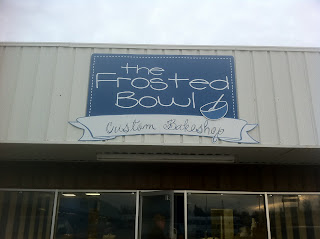 the
Frosted
Bowl
Custom Bakeshop